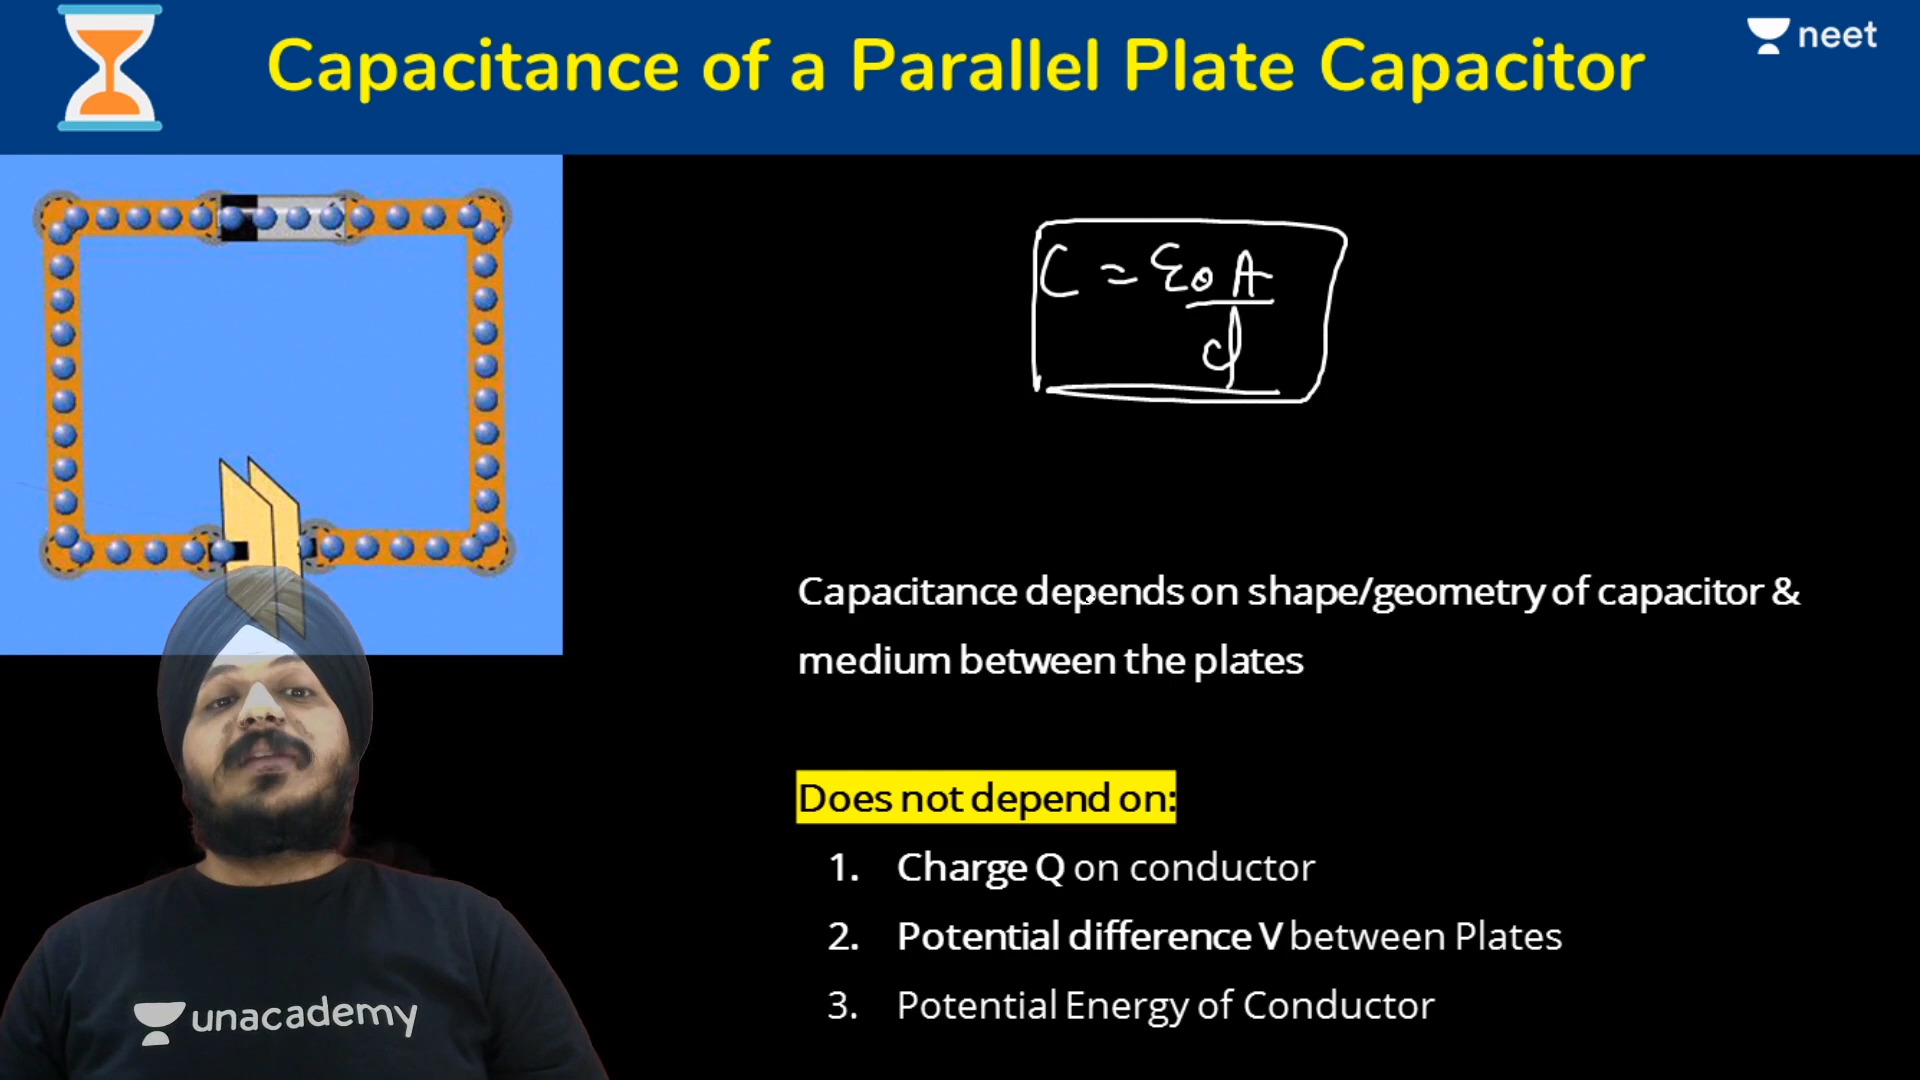 Capacitance of a Parallel Plate Capacitor
neet
C = ε₀A
d
Capacitance depends on shape/geometry of capacitor &
medium between the plates
Does not depend on:
1. Charge Q on conductor
2. Potential difference V between Plates
3. Potential Energy of Conductor
unacademy